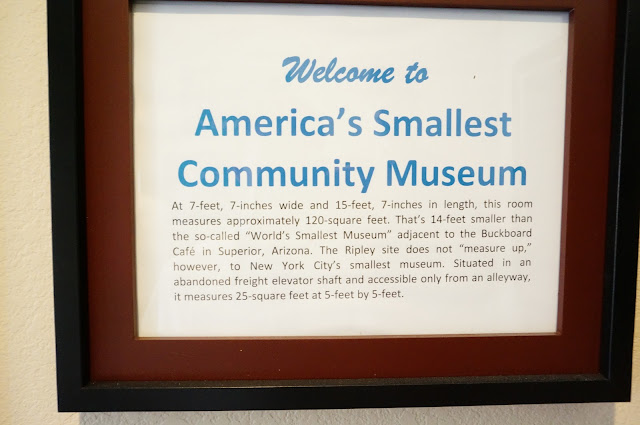 Welcome to
America's Smallest
Community Museum
At 7-feet, 7-inches wide and 15-feet, 7-inches in length, this room
measures approximately 120-square feet. That's 14-feet smaller than
the so-called "World's Smallest Museum" adjacent to the Buckboard
Café in Superior, Arizona. The Ripley site does not "measure up,"
however, to New York City's smallest museum. Situated in an
abandoned freight elevator shaft and accessible only from an alleyway,
it measures 25-square feet at 5-feet by 5-feet.